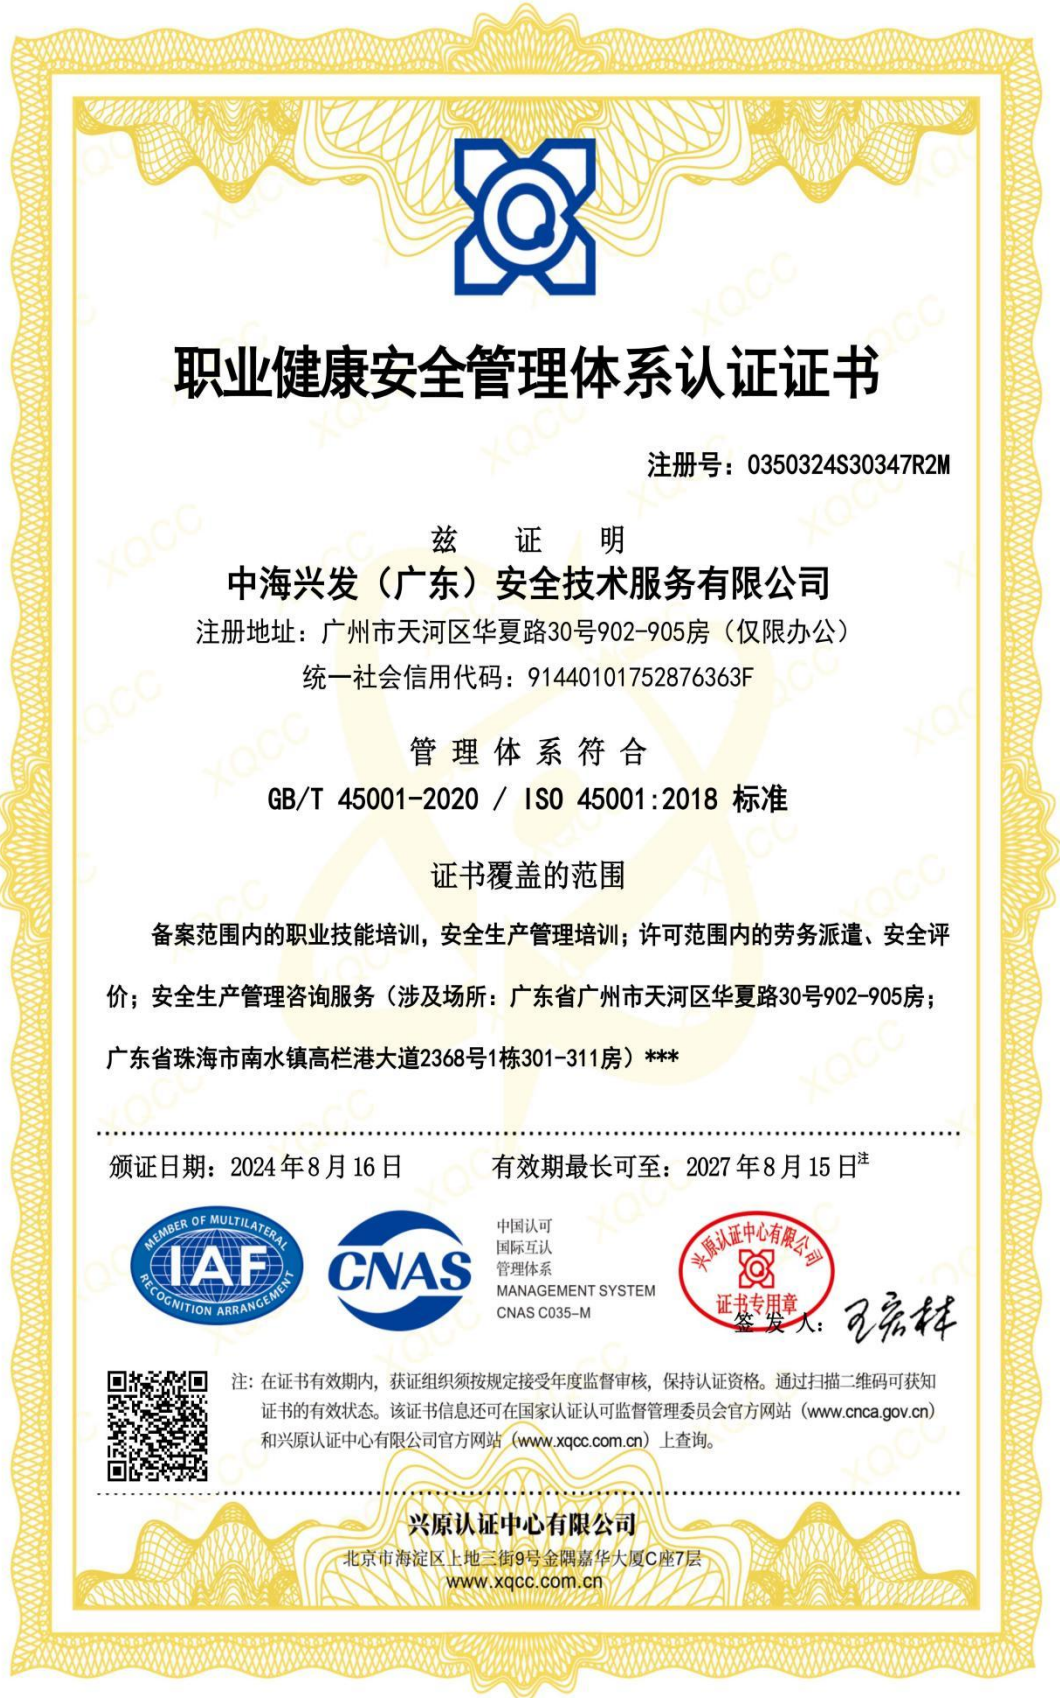 职业健康安全管理体系认证证书
注册号：0350324S30347R2M
兹 证 明
中海兴发（广东）安全技术服务有限公司
注册地址：广州市天河区华夏路30号902-905房（仅限办公）
统一社会信用代码：91440101752876363F
管 理 体 系 符 合
GB/T 45001-2020 / ISO 45001:2018 标准
证书覆盖的范围
备案范围内的职业技能培训，安全生产管理培训；许可范围内的劳务派遣、安全评
价；安全生产管理咨询服务（涉及场所：广东省广州市天河区华夏路30号902-905房；
广东省珠海市南水镇高栏港大道2368号1栋301-311房）***
颁证日期：2024 年 8 月 16 日
有效期最长可至：2027 年 8 月 15 日注
MEMBER OF MULTILATERAL
IAF
RECOGNITION ARRANGEMENT
CNAS
中国认可
国际互认
管理体系
MANAGEMENT SYSTEM
CNAS C035-M
兴原认证中心有限公司
证书专用章
签 发 人：
王宏林
注：在证书有效期内，获证组织须按规定接受年度监督审核，保持认证资格。通过扫描二维码可获知
证书的有效状态。该证书信息还可在国家认证认可监督管理委员会官方网站（www.cnca.gov.cn）
和兴原认证中心有限公司官方网站（www.xqcc.com.cn）上查询。
兴原认证中心有限公司
北京市海淀区上地三街9号金隅嘉华大厦C座7层
www.xqcc.com.cn
XQCC